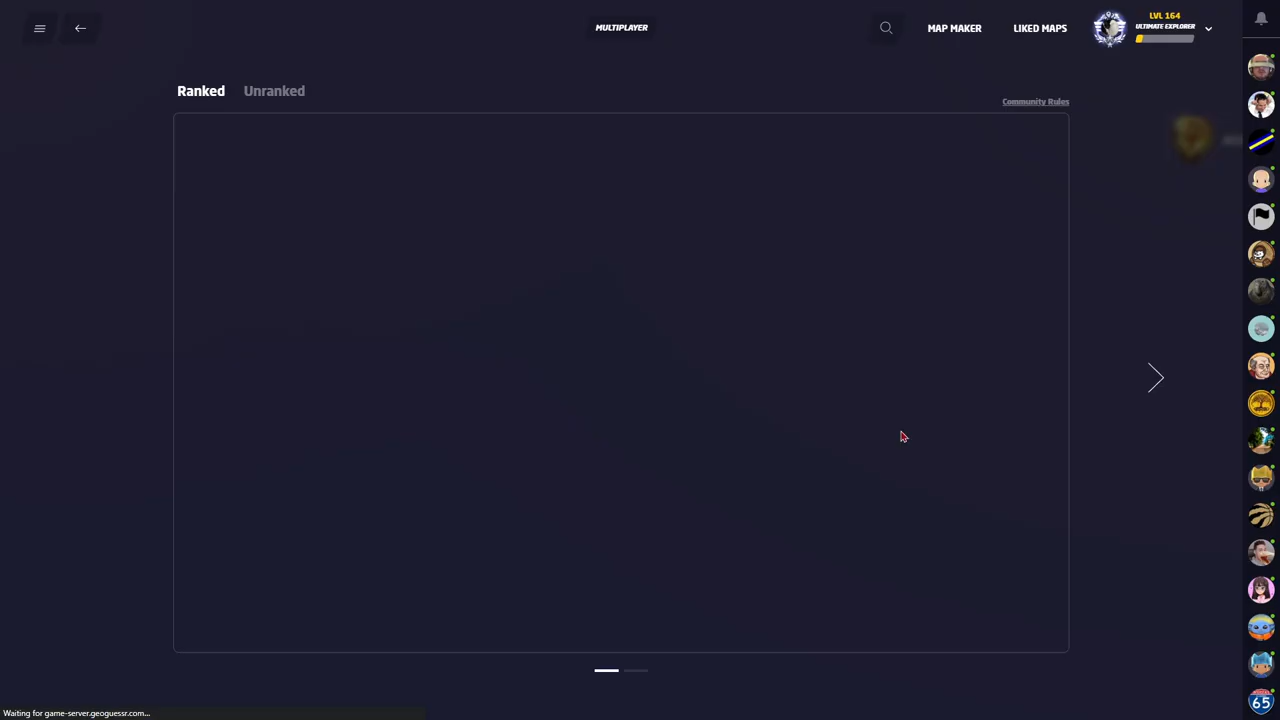 MULTIPLAYER
MAP MAKER
LIKED MAPS
LVL 164
ULTIMATE EXPLORER
Ranked
Unranked
Community Rules
65
Waiting for game-server.geoguessr.com...